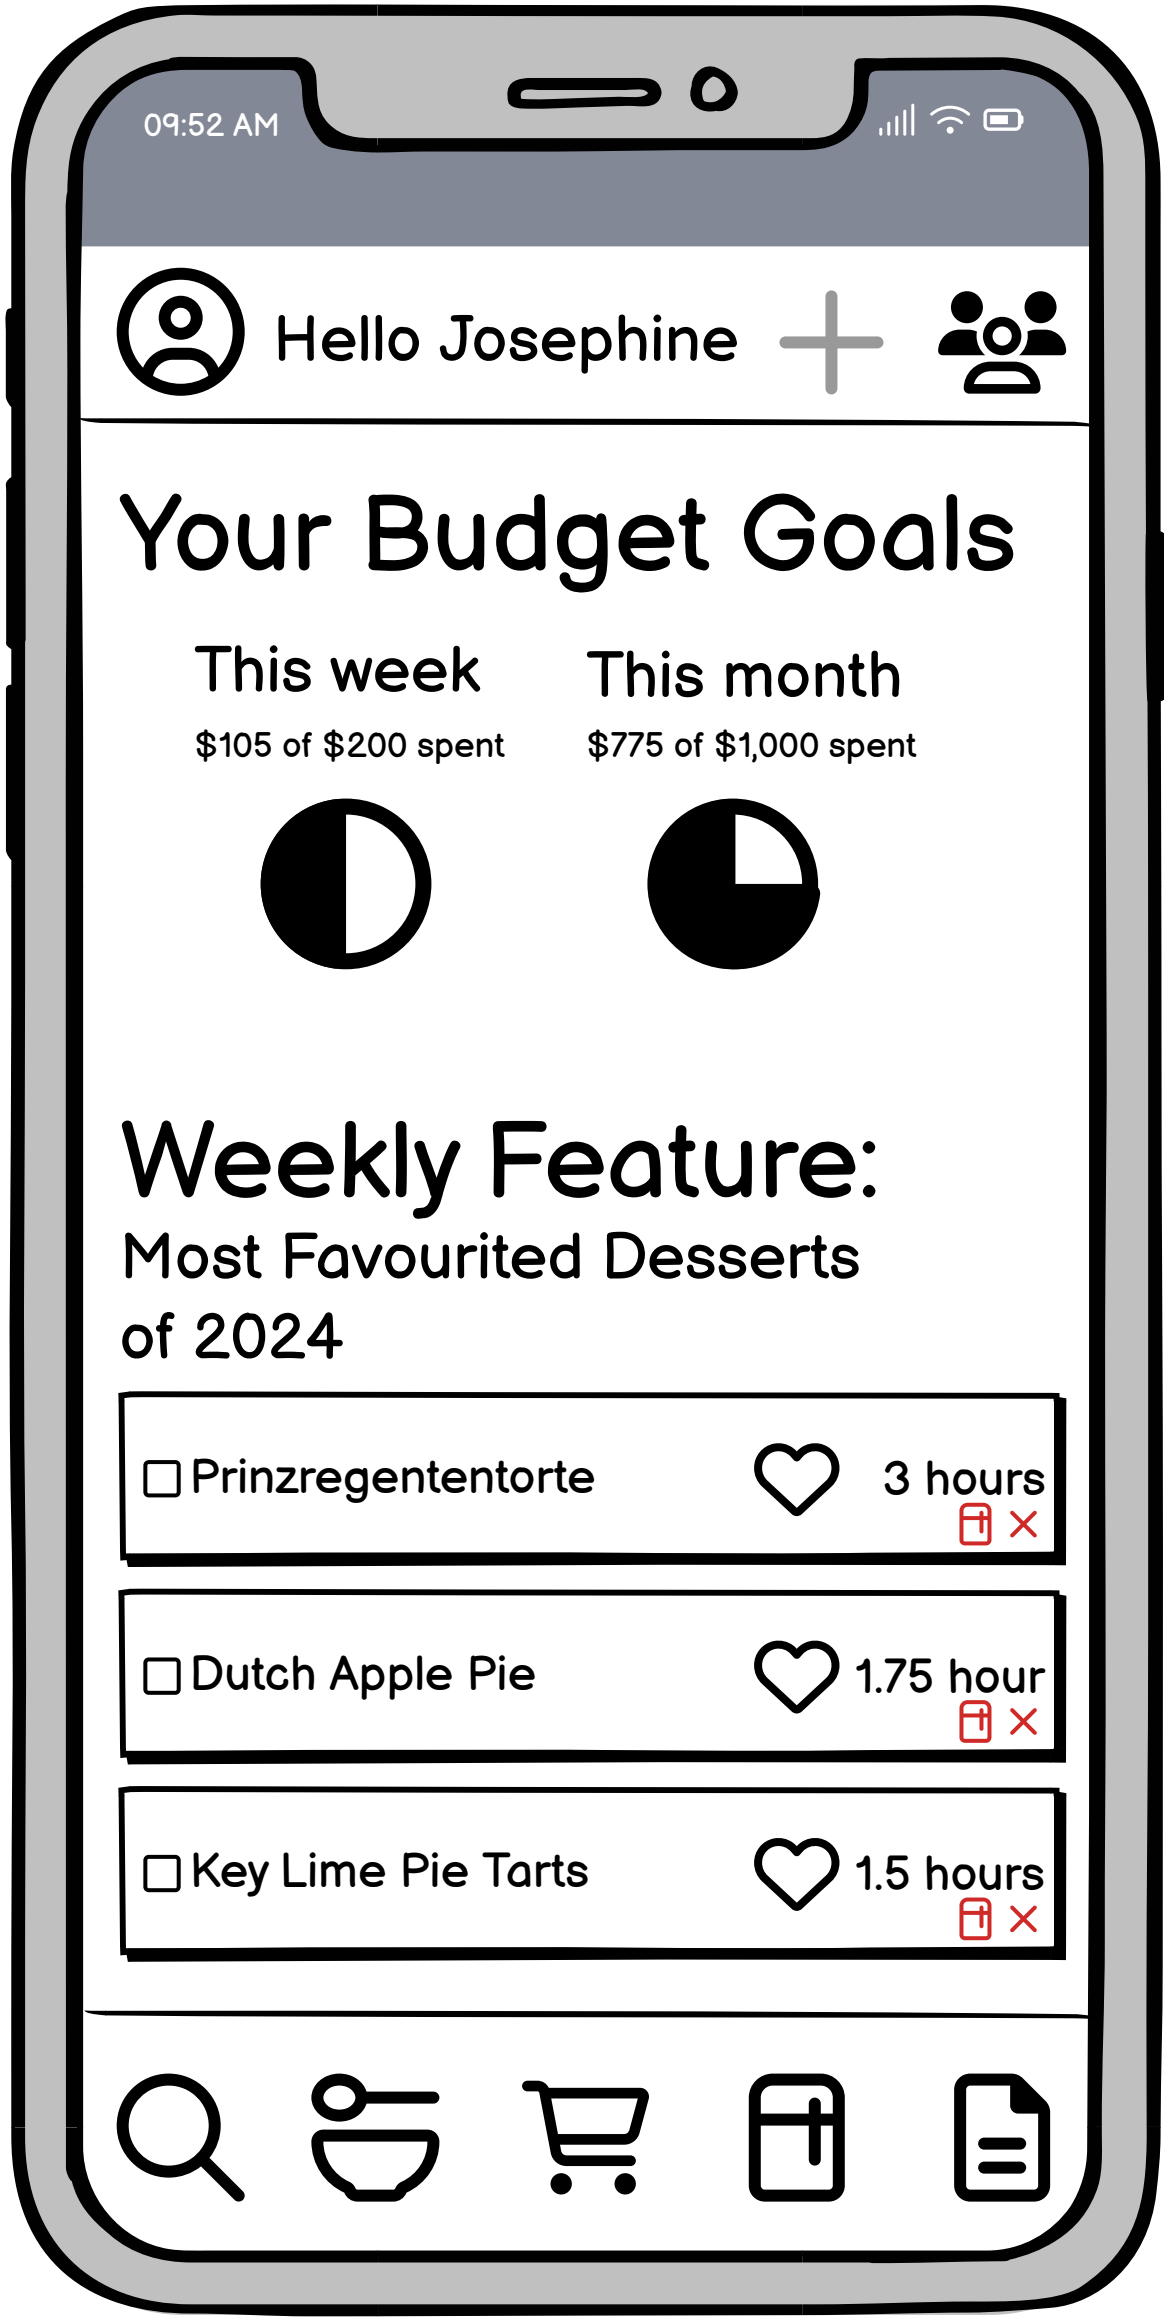 09:52 AM
Hello Josephine
Your Budget Goals
This week
$105 of $200 spent
This month
$775 of $1,000 spent
Weekly Feature:
Most Favourited Desserts
of 2024
Prinzregentorte
3 hours
Dutch Apple Pie
1.75 hour
Key Lime Pie Tarts
1.5 hours